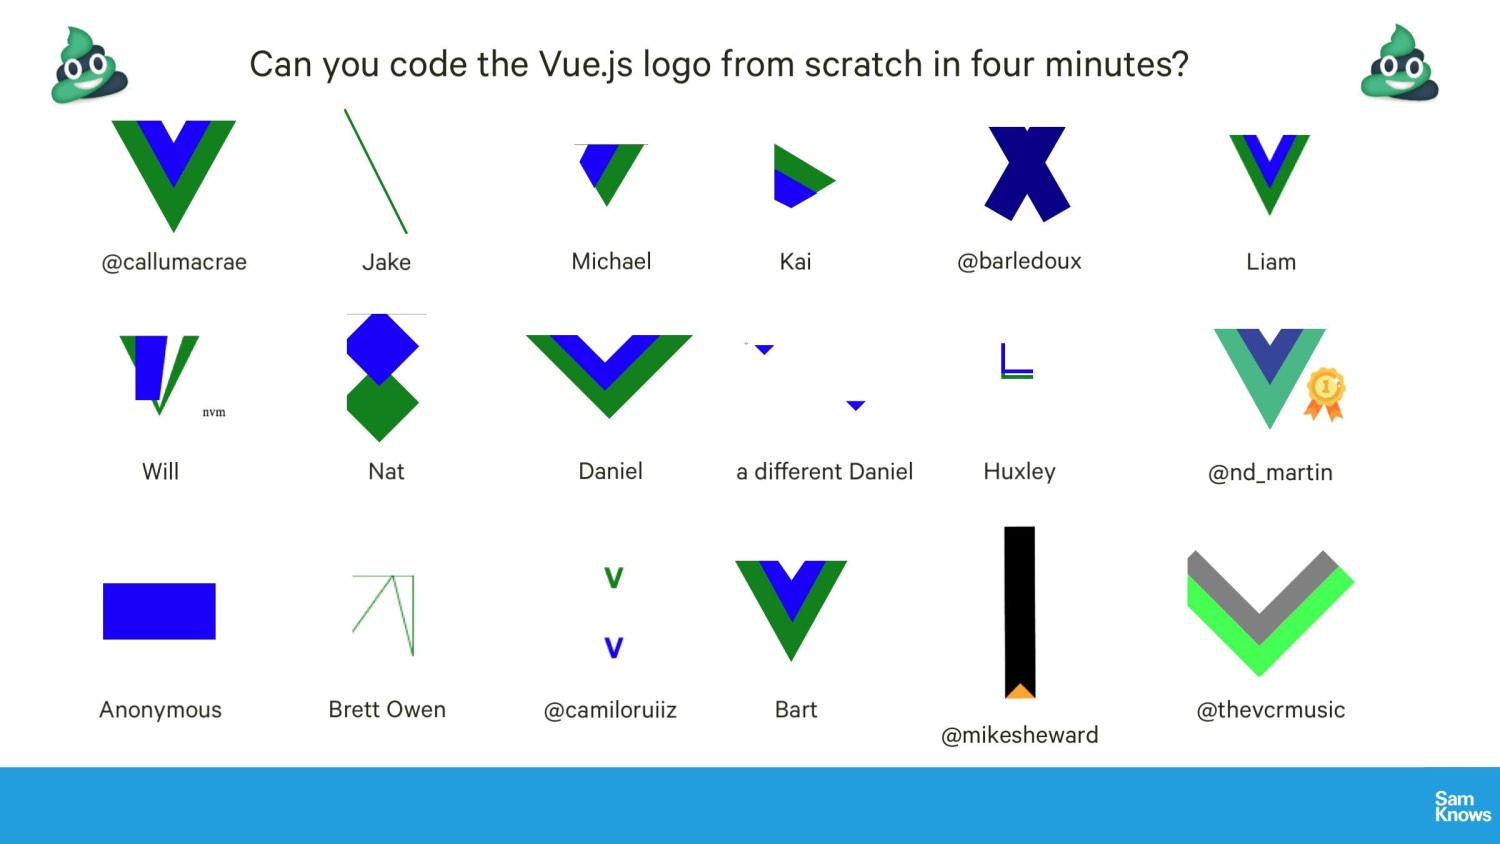 Can you code the Vue.js logo from scratch in four minutes?
@callumacrae
Jake
Michael
Kai
@barledoux
Liam
nvm
1
Will
Nat
Daniel
a different Daniel
Huxley
@nd_martin
V
V
Anonymous
Brett Owen
@camiloruiiz
Bart
@mikesheward
@thevcrmusic
Sam
Knows